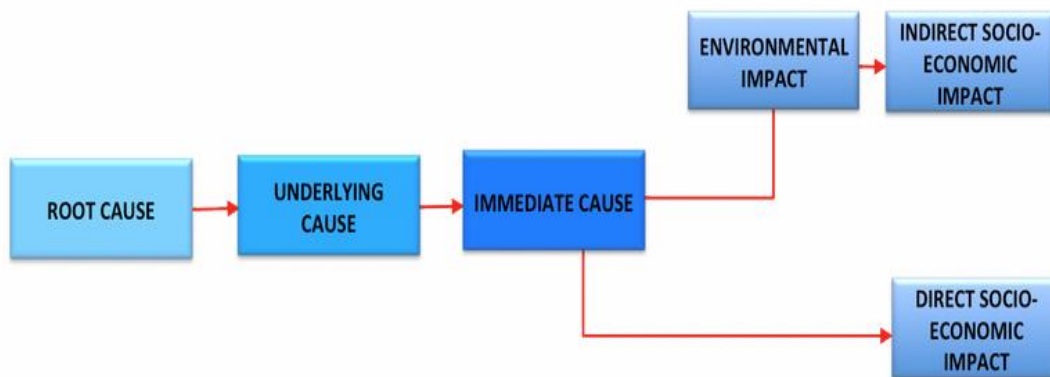 ROOT CAUSE
UNDERLYING
CAUSE
IMMEDIATE CAUSE
ENVIRONMENTAL
IMPACT
INDIRECT SOCIO-
ECONOMIC
IMPACT
DIRECT SOCIO-
ECONOMIC
IMPACT